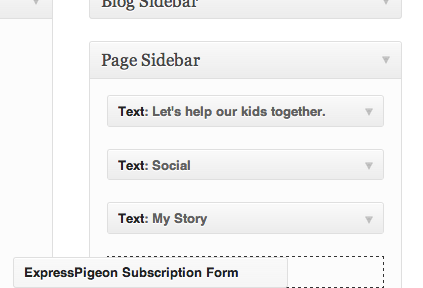 Blog Sidebar
Page Sidebar
Text: Let's help our kids together.
Text: Social
Text: My Story
ExpressPigeon Subscription Form